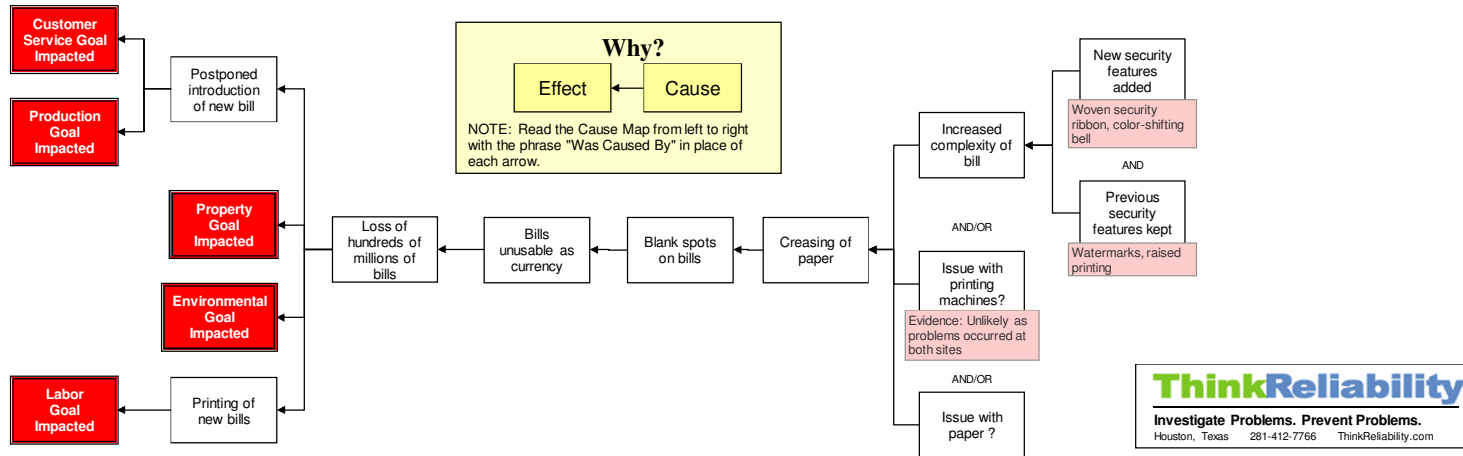 Customer
Service Goal
Impacted
Production
Goal
Impacted
Postponed
introduction
of new bill
Property
Goal
Impacted
Environmental
Goal
Impacted
Labor
Goal
Impacted
Printing of
new bills
Loss of
hundreds of
millions of
bills
Why?
Effect
Cause
NOTE: Read the Cause Map from left to right
with the phrase "Was Caused By" in place of
each arrow.
Bills
unusable as
currency
Blank spots
on bills
Creasing of
paper
Increased
complexity of
bill
AND/OR
Issue with
printing
machines?
Evidence: Unlikely as
problems occurred at
both sites
AND/OR
Issue with
paper ?
New security
features
added
Woven security
ribbon, color-shifting
bell
AND
Previous
security
features kept
Watermarks, raised
printing
ThinkReliability
Investigate Problems. Prevent Problems.
Houston, Texas 281-412-7766 ThinkReliability.com